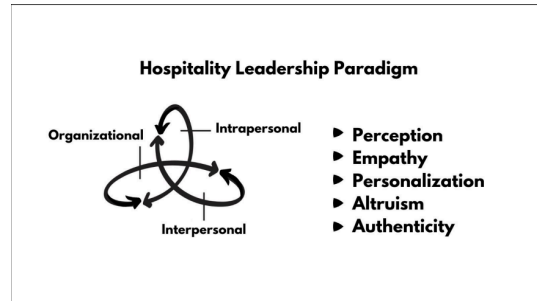 Hospitality Leadership Paradigm
Organizational
Intrapersonal
Interpersonal
Perception
Empathy
Personalization
Altruism
Authenticity